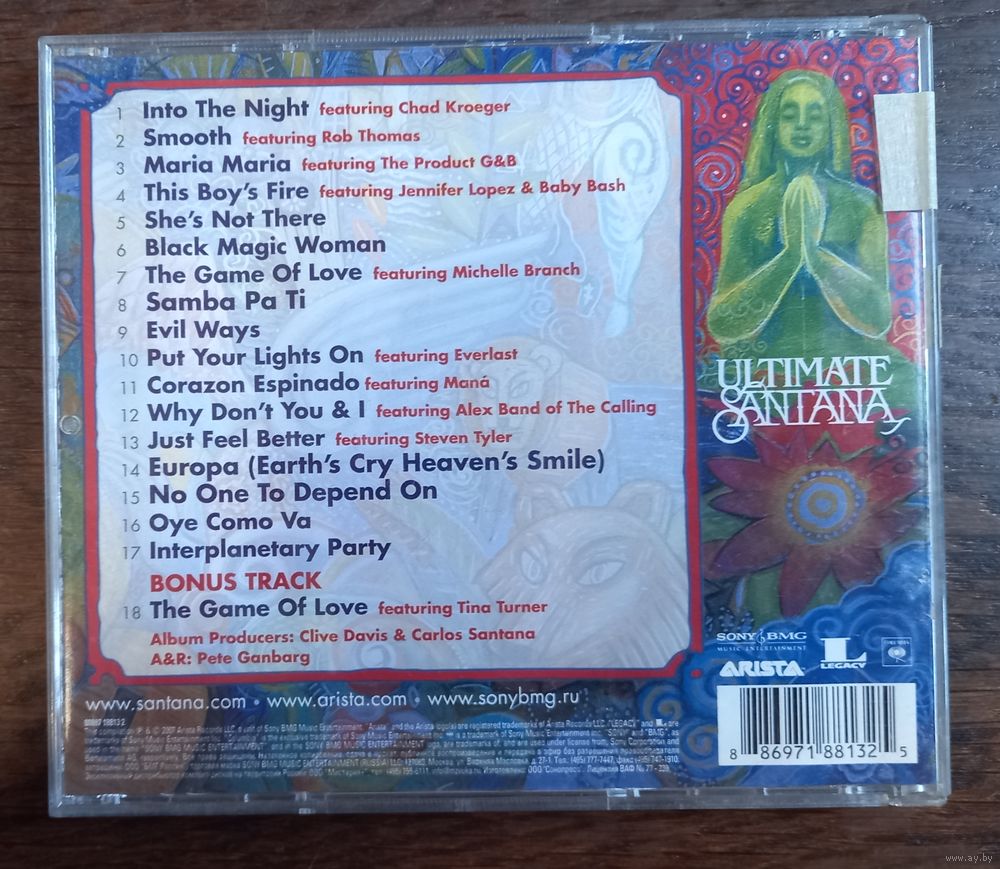 1 Into The Night featuring Chad Kroeger
2 Smooth featuring Rob Thomas
3 Maria Maria featuring The Product G&B
4 This Boy's Fire featuring Jennifer Lopez & Baby Bash
5 She's Not There
6 Black Magic Woman
7 The Game Of Love featuring Michelle Branch
8 Samba Pa Ti
9 Evil Ways
10 Put Your Lights On featuring Everlast
11 Corazon Espinado featuring Maná
12 Why Don't You & I featuring Alex Band of The Calling
13 Just Feel Better featuring Steven Tyler
14 Europa (Earth's Cry Heaven's Smile)
15 No One To Depend On
16 Oye Como Va
17 Interplanetary Party
BONUS TRACK
18 The Game Of Love featuring Tina Turner
Album Producers: Clive Davis & Carlos Santana
A&R: Pete Ganbarg
www.santana.com • www.arista.com • www.sonybmg.ru
ULTIMATE
SANTANA
SONY BMG
MUSIC ENTERTAINMENT
ARISTA
LEGACY
8 86971 88132 5
www.ay.by